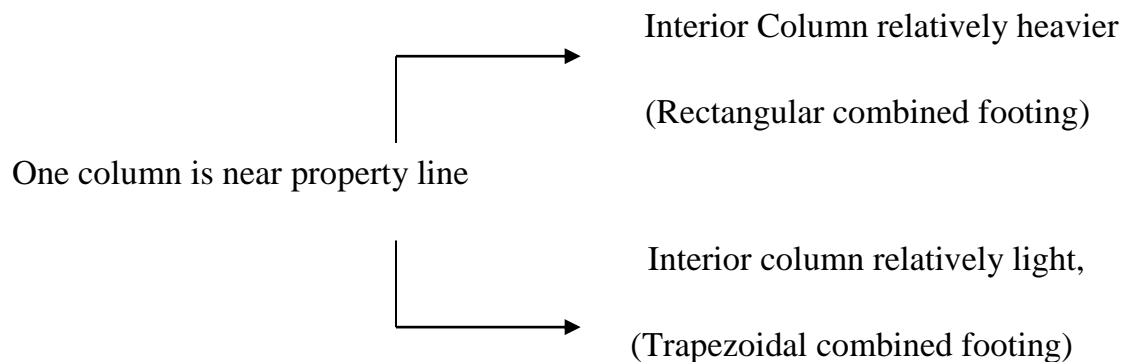 Interior Column relatively heavier
(Rectangular combined footing)
One column is near property line
Interior column relatively light,
(Trapezoidal combined footing)